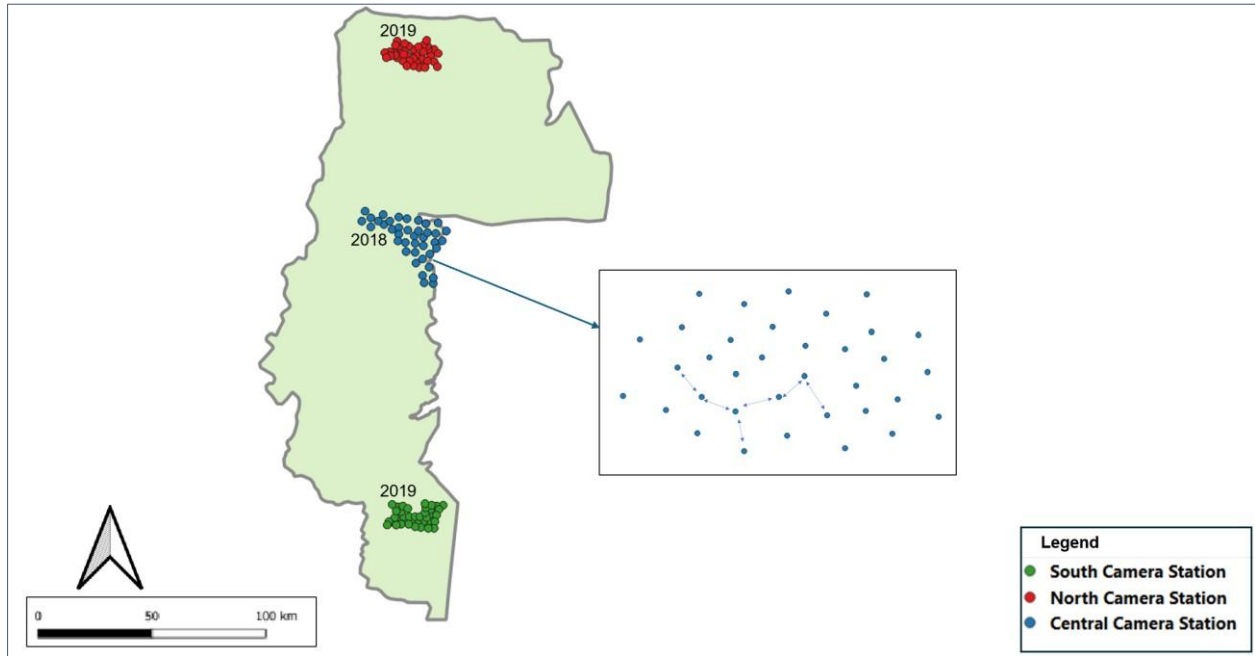 2019
2018
2019
0 50 100 km
Legend
South Camera Station
North Camera Station
Central Camera Station